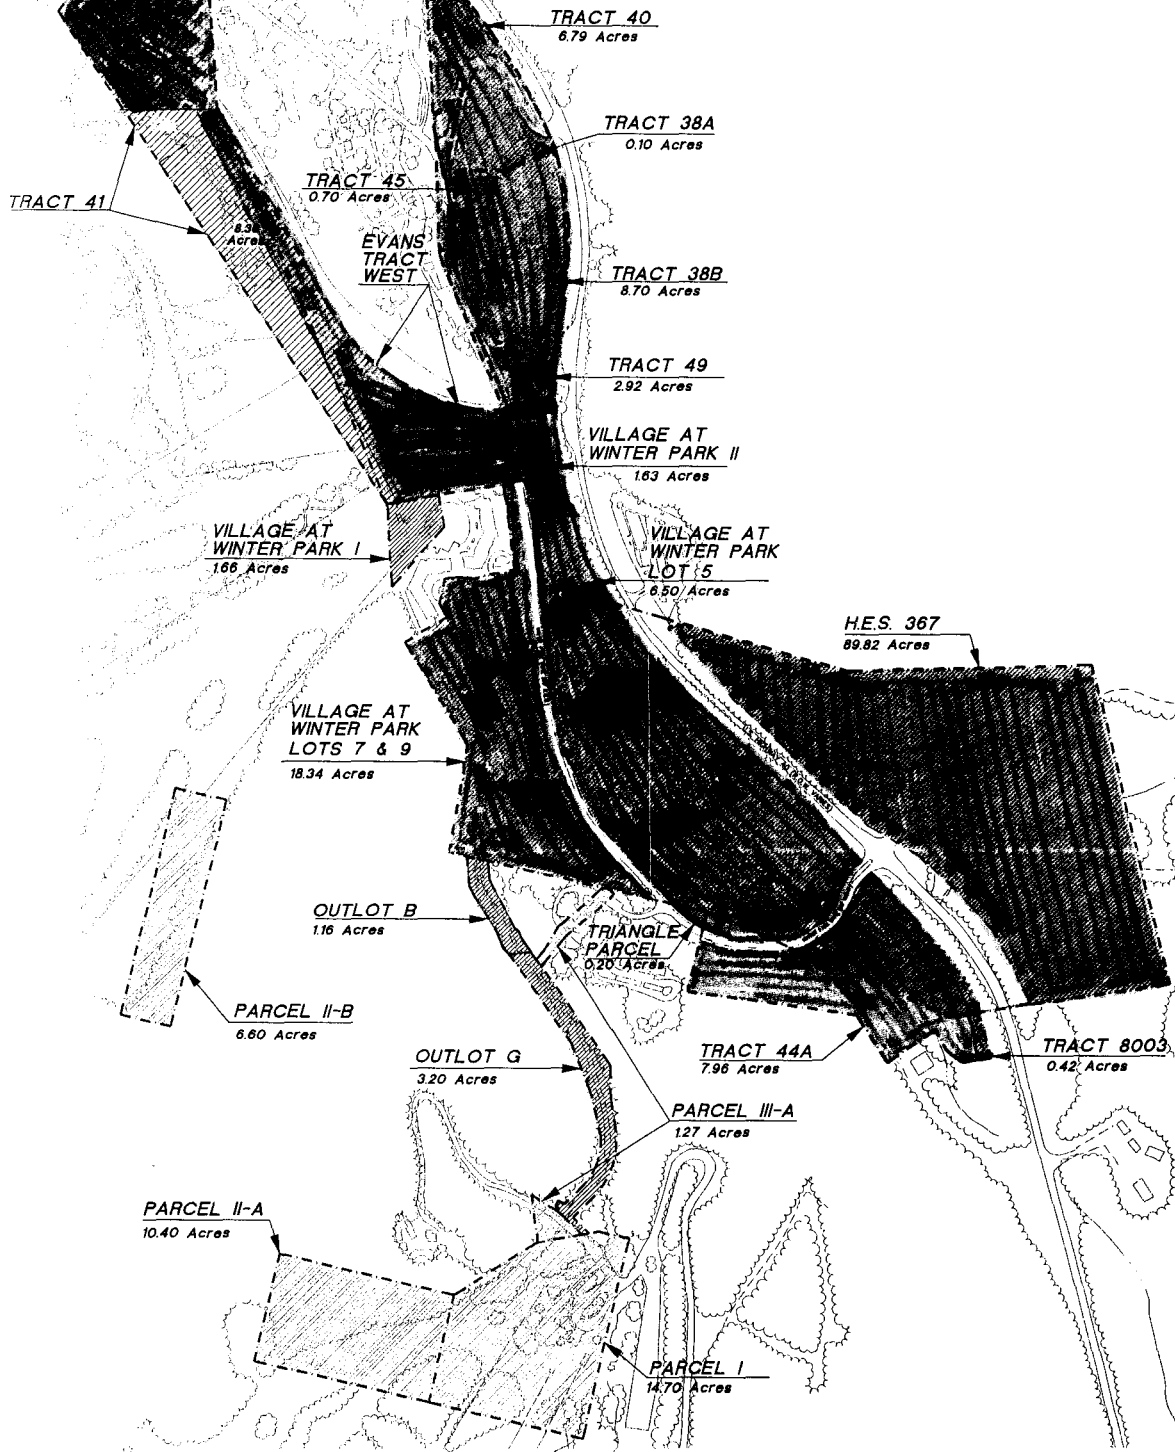 TRACT 40
6.79 Acres
TRACT 38A
0.10 Acres
TRACT 45
0.70 Acres
TRACT 41
Acres
EVANS
TRACT
WEST
TRACT 38B
8.70 Acres
TRACT 49
2.92 Acres
VILLAGE AT
WINTER PARK II
1.63 Acres
VILLAGE AT
WINTER PARK I
1.66 Acres
VILLAGE AT
WINTER PARK
LOT 5
6.50 Acres
H.E.S. 367
89.82 Acres
VILLAGE AT
WINTER PARK
LOTS 7 & 9
18.34 Acres
OUTLOT B
1.16 Acres
TRIANGLE
PARCEL
0.20 Acres
PARCEL II-B
6.60 Acres
OUTLOT G
3.20 Acres
TRACT 44A
7.96 Acres
TRACT 8003
0.42 Acres
PARCEL III-A
1.27 Acres
PARCEL II-A
10.40 Acres
PARCEL I
14.70 Acres